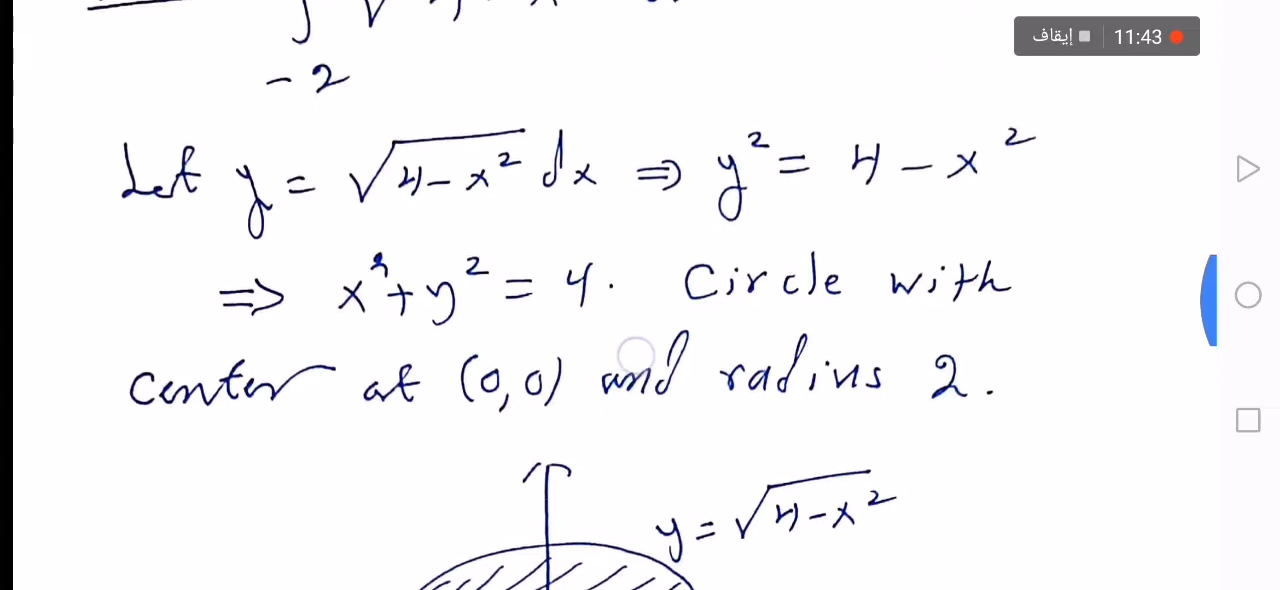 إيقاف 11:43
-2
Let y = √(4-x²) dx ⇒ y² = 4 - x²
⇒ x² + y² = 4. Circle with
center at (0,0) and radius 2.
y = √(4-x²)